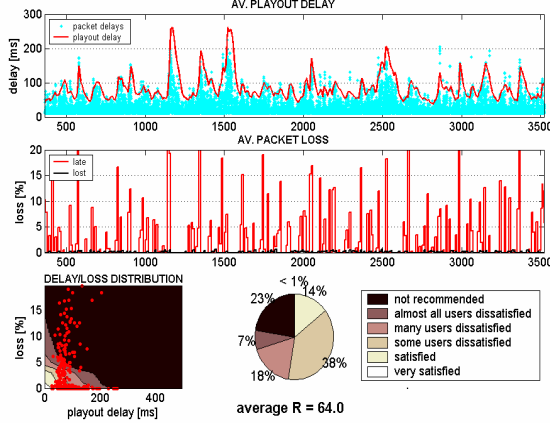 AV. PLAYOUT DELAY
300
200
100
0
delay [ms]
packet delays
playout delay
500 1000 1500 2000 2500 3000 3500
AV. PACKET LOSS
20
15
10
5
0
loss [%]
late
lost
500 1000 1500 2000 2500 3000 3500
DELAY/LOSS DISTRIBUTION
15
10
5
0
loss [%]
0 200 400
playout delay [ms]
< 1%
14%
38%
18%
7%
23%
not recommended
almost all users dissatisfied
many users dissatisfied
some users dissatisfied
satisfied
very satisfied
average R = 64.0